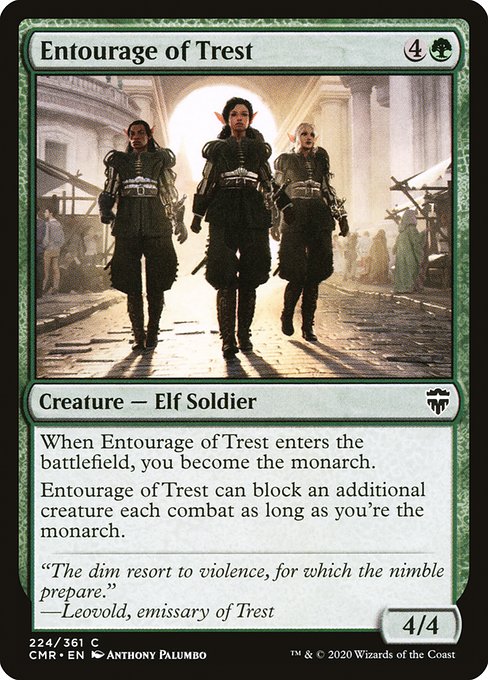 Entourage of Trest 4
Creature — Elf Soldier
When Entourage of Trest enters the
battlefield, you become the monarch.
Entourage of Trest can block an additional
creature each combat as long as you're the
monarch.
“The dim resort to violence, for which the nimble
prepare.”
—Leovold, emissary of Trest
4/4
224/361 C
CMR • EN Anthony Palumbo
™ & © 2020 Wizards of the Coast